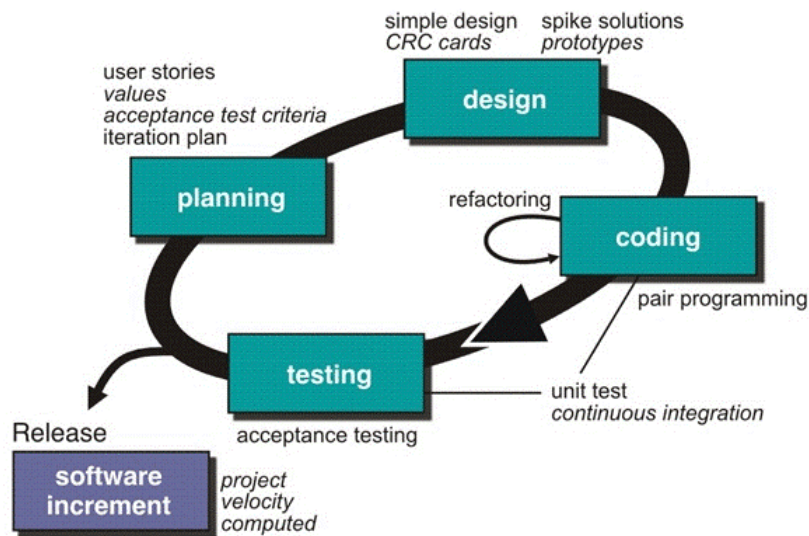 simple design
CRC cards
spike solutions
prototypes
user stories
values
acceptance test criteria
iteration plan
design
planning
refactoring
coding
pair programming
testing
unit test
continuous integration
acceptance testing
Release
software
increment
project
velocity
computed